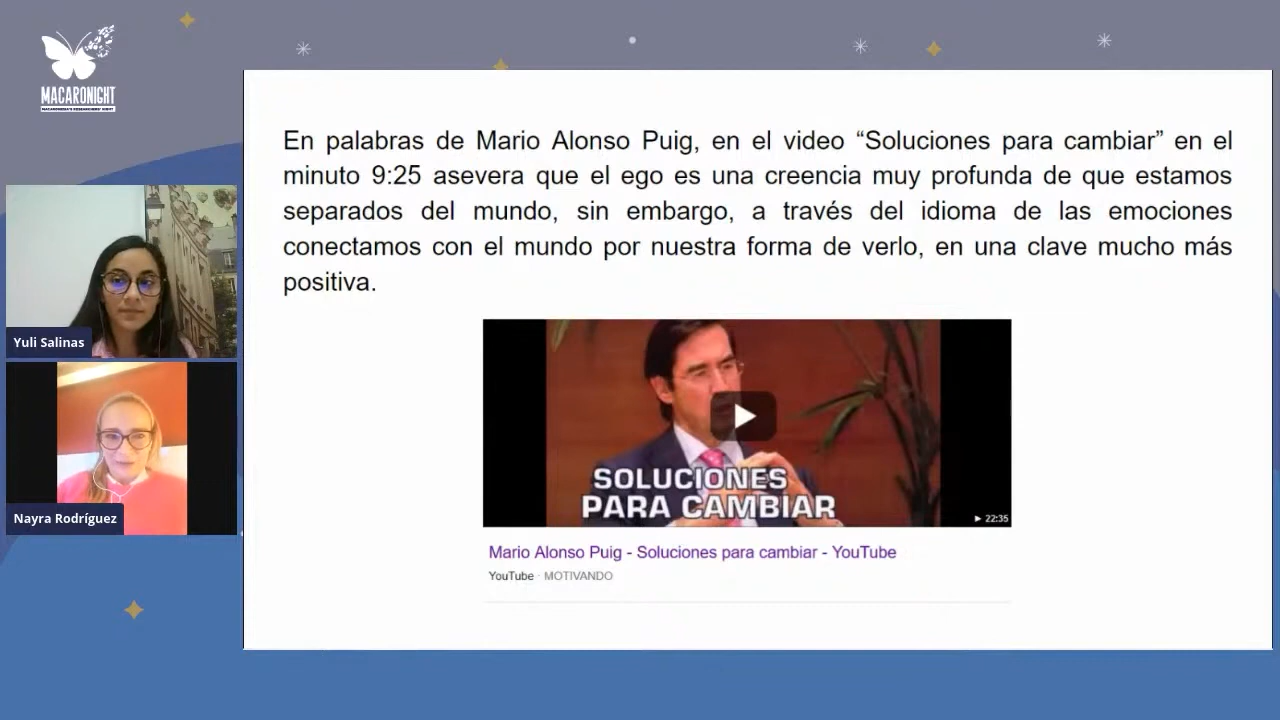 MACARONIGHT
MACARONESIA'S RESEARCHERS' NIGHT
En palabras de Mario Alonso Puig, en el video “Soluciones para cambiar” en el
minuto 9:25 asevera que el ego es una creencia muy profunda de que estamos
separados del mundo, sin embargo, a través del idioma de las emociones
conectamos con el mundo por nuestra forma de verlo, en una clave mucho más
positiva.
Yuli Salinas
Nayra Rodríguez
SOLUCIONES
PARA CAMBIAR
22:35
Mario Alonso Puig - Soluciones para cambiar - YouTube
YouTube · MOTIVANDO